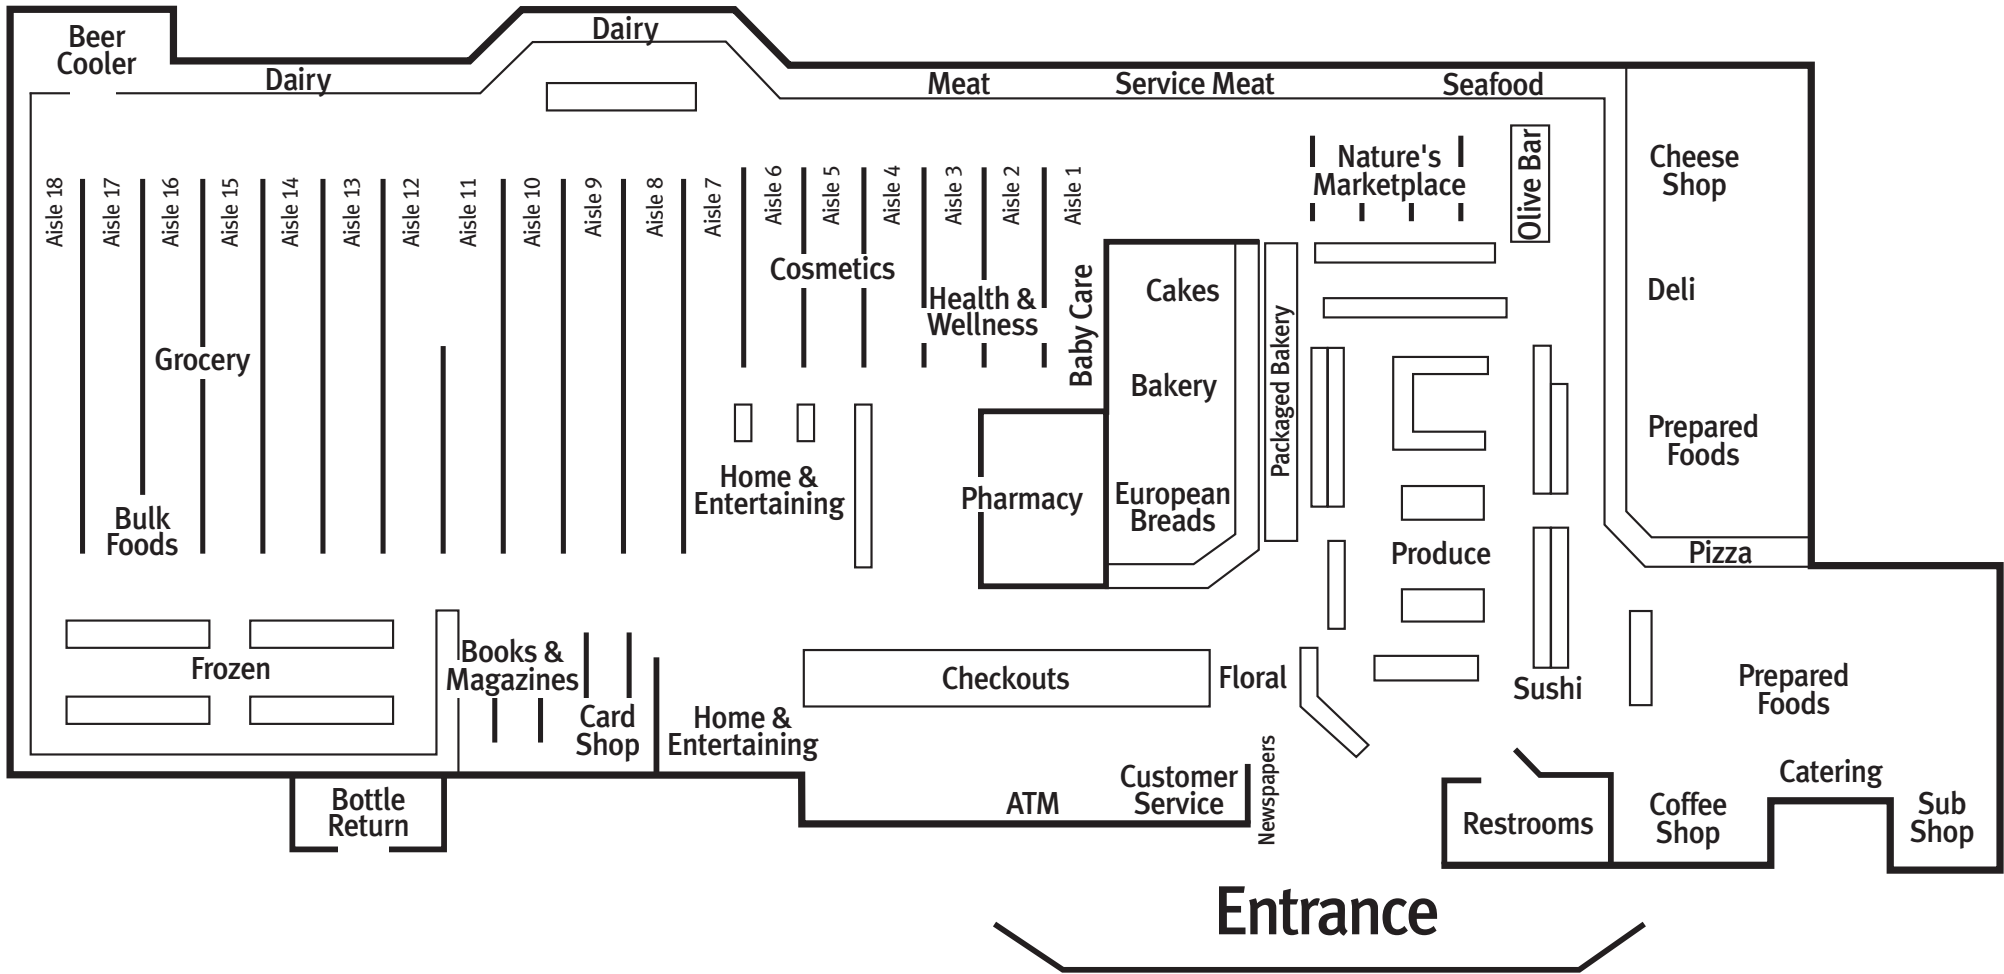 Beer
Cooler
Dairy
Dairy
Meat
Service Meat
Seafood
Cheese
Shop
Nature's
Marketplace
Olive Bar
Aisle 18
Aisle 17
Aisle 16
Aisle 15
Aisle 14
Aisle 13
Aisle 12
Aisle 11
Aisle 10
Aisle 9
Aisle 8
Aisle 7
Aisle 6
Aisle 5
Aisle 4
Aisle 3
Aisle 2
Aisle 1
Cosmetics
Health &
Wellness
Baby Care
Cakes
Packaged Bakery
Deli
Grocery
Bakery
Prepared
Foods
Home &
Entertaining
Pharmacy
European
Breads
Bulk
Foods
Produce
Pizza
Frozen
Books &
Magazines
Card
Shop
Home &
Entertaining
Checkouts
Floral
Sushi
Prepared
Foods
Newspapers
Bottle
Return
ATM
Customer
Service
Restrooms
Coffee
Shop
Catering
Sub
Shop
Entrance